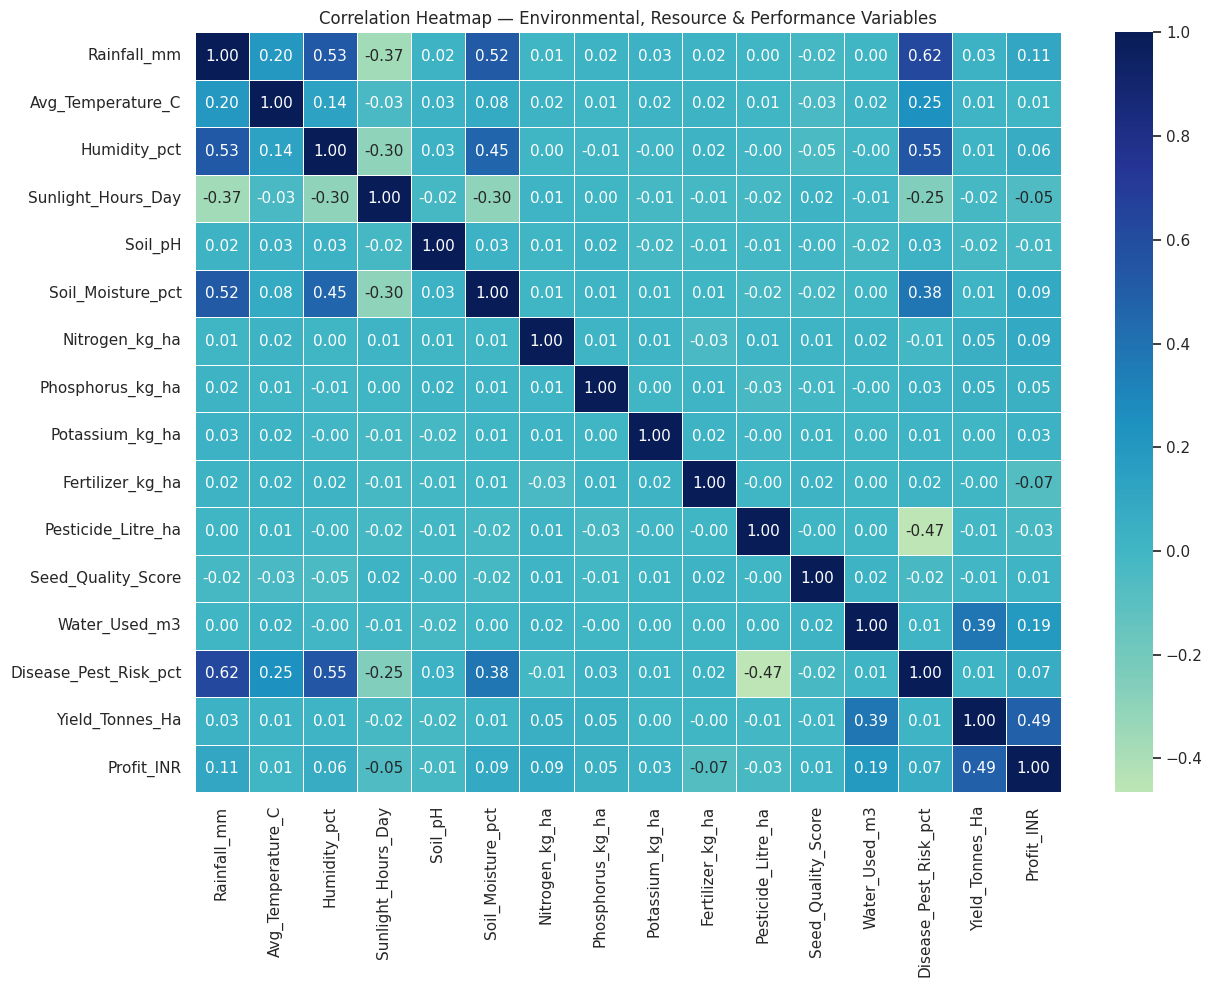 Correlation Heatmap — Environmental, Resource & Performance Variables
Rainfall_mm 1.00 0.20 0.53 -0.37 0.02 0.52 0.01 0.02 0.03 0.02 0.00 -0.02 0.00 0.62 0.03 0.11
Avg_Temperature_C 0.20 1.00 0.14 -0.03 0.03 0.08 0.02 0.01 0.02 0.02 0.01 -0.03 0.02 0.25 0.01 0.01
Humidity_pct 0.53 0.14 1.00 -0.30 0.03 0.45 0.00 -0.01 -0.00 0.02 -0.00 -0.05 -0.00 0.55 0.01 0.06
Sunlight_Hours_Day -0.37 -0.03 -0.30 1.00 -0.02 -0.30 0.01 0.00 -0.01 -0.01 -0.02 0.02 -0.01 -0.25 -0.02 -0.05
Soil_pH 0.02 0.03 0.03 -0.02 1.00 0.03 0.01 0.02 -0.02 -0.01 -0.01 -0.00 -0.02 0.03 -0.02 -0.01
Soil_Moisture_pct 0.52 0.08 0.45 -0.30 0.03 1.00 0.01 0.01 0.01 0.01 -0.02 -0.02 0.00 0.38 0.01 0.09
Nitrogen_kg_ha 0.01 0.02 0.00 0.01 0.01 0.01 1.00 0.01 0.01 -0.03 0.01 0.01 0.02 -0.01 0.05 0.09
Phosphorus_kg_ha 0.02 0.01 -0.01 0.00 0.02 0.01 0.01 1.00 0.00 0.01 -0.03 -0.01 -0.00 0.03 0.05 0.05
Potassium_kg_ha 0.03 0.02 -0.00 -0.01 -0.02 0.01 0.01 0.00 1.00 0.02 -0.00 0.01 0.00 0.01 0.00 0.03
Fertilizer_kg_ha 0.02 0.02 0.02 -0.01 -0.01 0.01 -0.03 0.01 0.02 1.00 -0.00 0.02 0.00 0.02 -0.00 -0.07
Pesticide_Litre_ha 0.00 0.01 -0.00 -0.02 -0.01 -0.02 0.01 -0.03 -0.00 -0.00 1.00 -0.00 0.00 -0.47 -0.01 -0.03
Seed_Quality_Score -0.02 -0.03 -0.05 0.02 -0.00 -0.02 0.01 -0.01 0.01 0.02 -0.00 1.00 0.02 -0.02 -0.01 0.01
Water_Used_m3 0.00 0.02 -0.00 -0.01 -0.02 0.00 0.02 -0.00 0.00 0.00 0.00 0.02 1.00 0.01 0.39 0.19
Disease_Pest_Risk_pct 0.62 0.25 0.55 -0.25 0.03 0.38 -0.01 0.03 0.01 0.02 -0.47 -0.02 0.01 1.00 0.01 0.07
Yield_Tonnes_Ha 0.03 0.01 0.01 -0.02 -0.02 0.01 0.05 0.05 0.00 -0.00 -0.01 -0.01 0.39 0.01 1.00 0.49
Profit_INR 0.11 0.01 0.06 -0.05 -0.01 0.09 0.09 0.05 0.03 -0.07 -0.03 0.01 0.19 0.07 0.49 1.00
Rainfall_mm
Avg_Temperature_C
Humidity_pct
Sunlight_Hours_Day
Soil_pH
Soil_Moisture_pct
Nitrogen_kg_ha
Phosphorus_kg_ha
Potassium_kg_ha
Fertilizer_kg_ha
Pesticide_Litre_ha
Seed_Quality_Score
Water_Used_m3
Disease_Pest_Risk_pct
Yield_Tonnes_Ha
Profit_INR
1.0
0.8
0.6
0.4
0.2
0.0
−0.2
−0.4